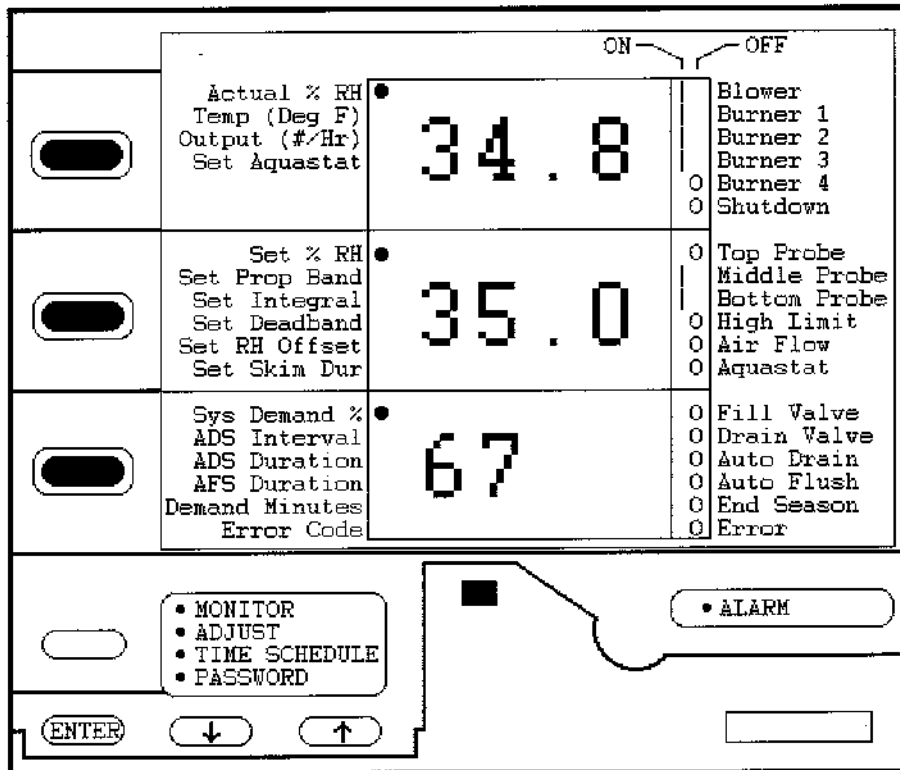 ON OFF
Actual % RH
Temp (Deg F)
Output (#/Hr)
Set Aquastat
34.8
Blower
Burner 1
Burner 2
Burner 3
O Burner 4
O Shutdown
Set % RH
Set Prop Band
Set Integral
Set Deadband
Set RH Offset
Set Skim Dur
35.0
O Top Probe
Middle Probe
Bottom Probe
O High Limit
O Air Flow
O Aquastat
Sys Demand %
ADS Interval
ADS Duration
AFS Duration
Demand Minutes
Error Code
67
O Fill Valve
O Drain Valve
O Auto Drain
O Auto Flush
O End Season
O Error
• MONITOR
• ADJUST
• TIME SCHEDULE
• PASSWORD
• ALARM
ENTER ↓ ↑